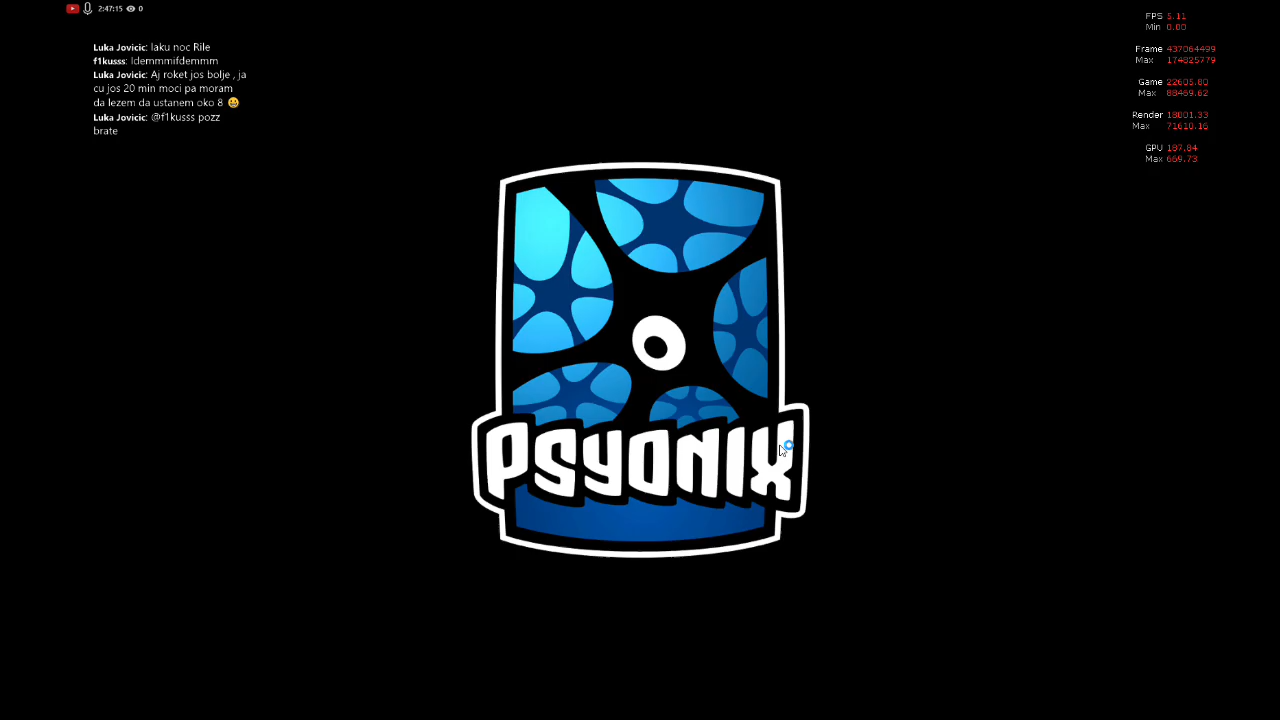 2:47:15 0
Luka Jovicic: laku noc Rile
f1kusss: Idemmmifdemmm
Luka Jovicic: Aj roket jos bolje , ja
cu jos 20 min moci pa moram
da lezem da ustanem oko 8 😃
Luka Jovicic: @f1kusss pozz
brate
FPS 5.11
Min 0.00
Frame 437064499
Max 174825779
Game 22605.80
Max 88469.62
Render 18001.33
Max 71610.16
GPU 187.84
Max 669.73
PSYONIX